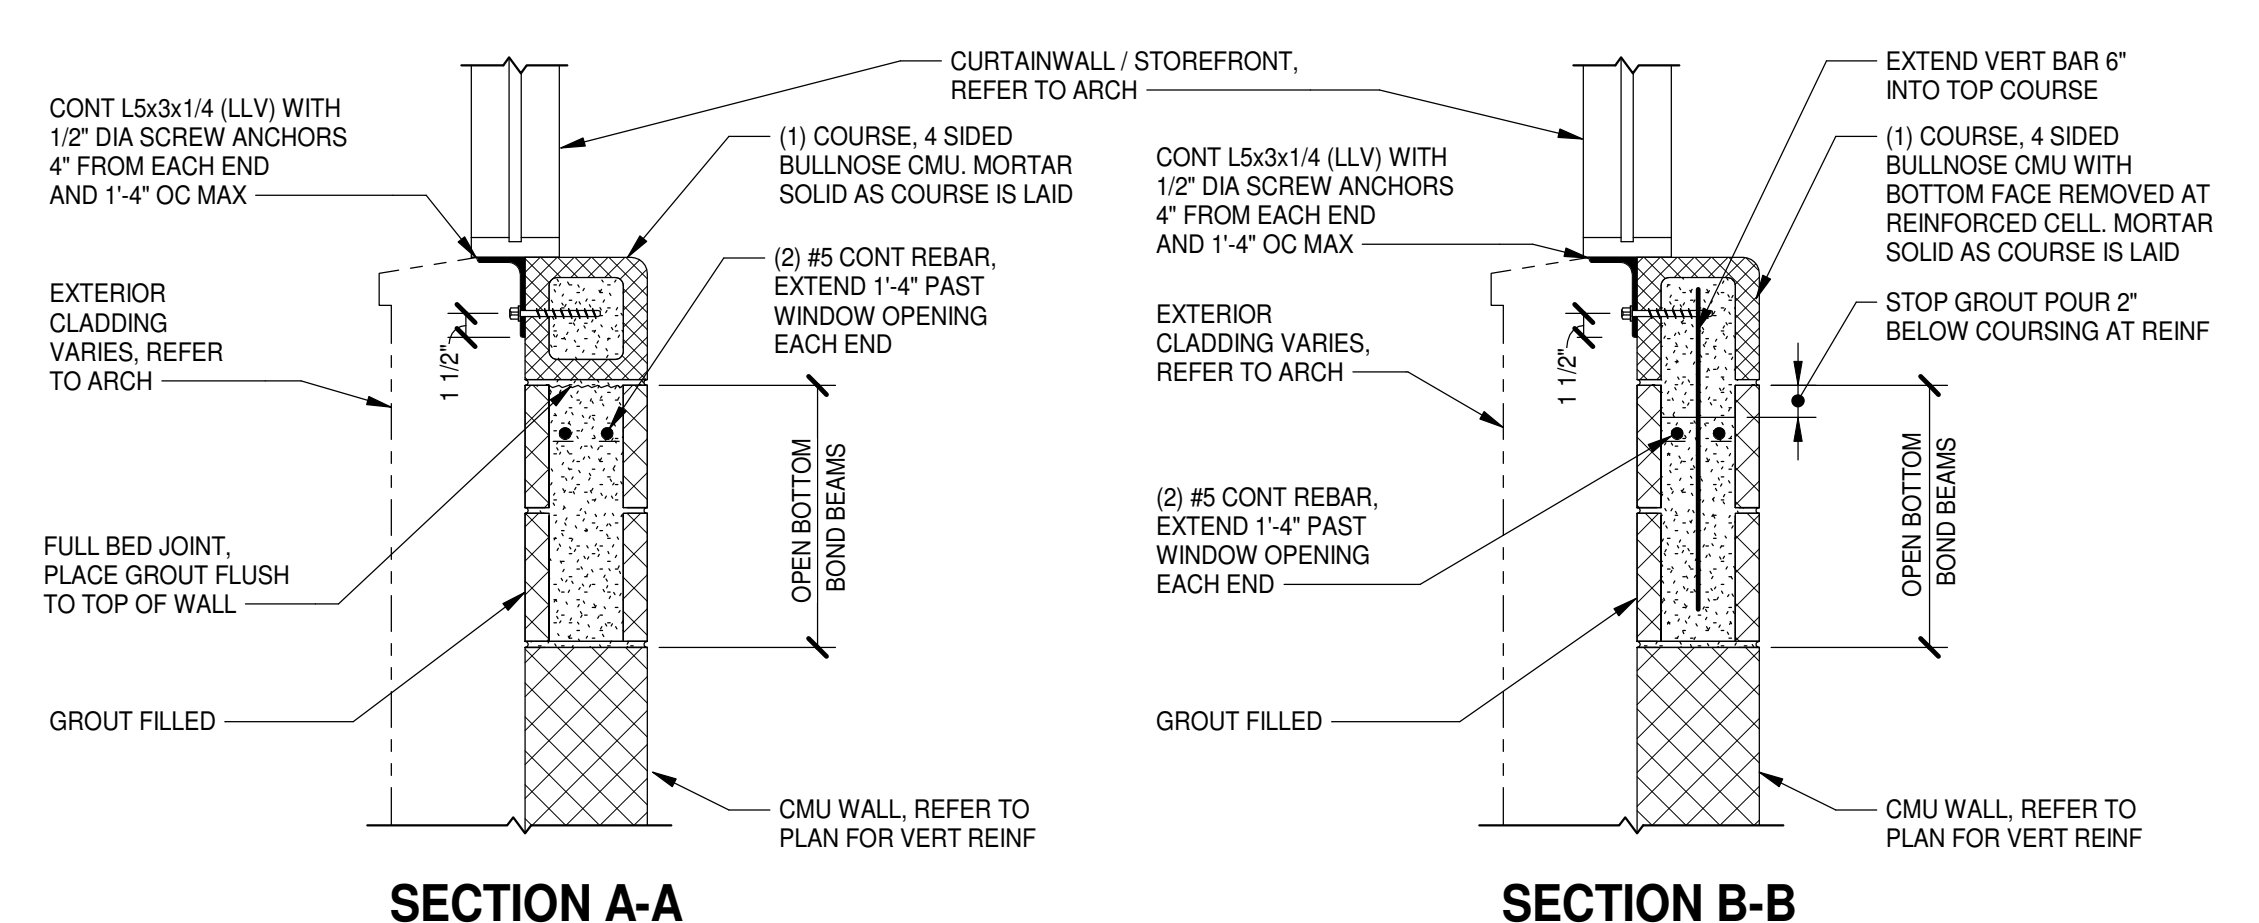 CONT L5x3x1/4 (LLV) WITH
1/2" DIA SCREW ANCHORS
4" FROM EACH END
AND 1'-4" OC MAX
EXTERIOR
CLADDING
VARIES, REFER
TO ARCH
1 1/2"
FULL BED JOINT,
PLACE GROUT FLUSH
TO TOP OF WALL
GROUT FILLED
CURTAINWALL / STOREFRONT,
REFER TO ARCH
(1) COURSE, 4 SIDED
BULLNOSE CMU. MORTAR
SOLID AS COURSE IS LAID
(2) #5 CONT REBAR,
EXTEND 1'-4" PAST
WINDOW OPENING
EACH END
OPEN BOTTOM
BOND BEAMS
CMU WALL, REFER TO
PLAN FOR VERT REINF
SECTION A-A
CONT L5x3x1/4 (LLV) WITH
1/2" DIA SCREW ANCHORS
4" FROM EACH END
AND 1'-4" OC MAX
EXTERIOR
CLADDING VARIES,
REFER TO ARCH
1 1/2"
(2) #5 CONT REBAR,
EXTEND 1'-4" PAST
WINDOW OPENING
EACH END
GROUT FILLED
EXTEND VERT BAR 6"
INTO TOP COURSE
(1) COURSE, 4 SIDED
BULLNOSE CMU WITH
BOTTOM FACE REMOVED AT
REINFORCED CELL. MORTAR
SOLID AS COURSE IS LAID
STOP GROUT POUR 2"
BELOW COURSING AT REINF
OPEN BOTTOM
BOND BEAMS
CMU WALL, REFER TO
PLAN FOR VERT REINF
SECTION B-B